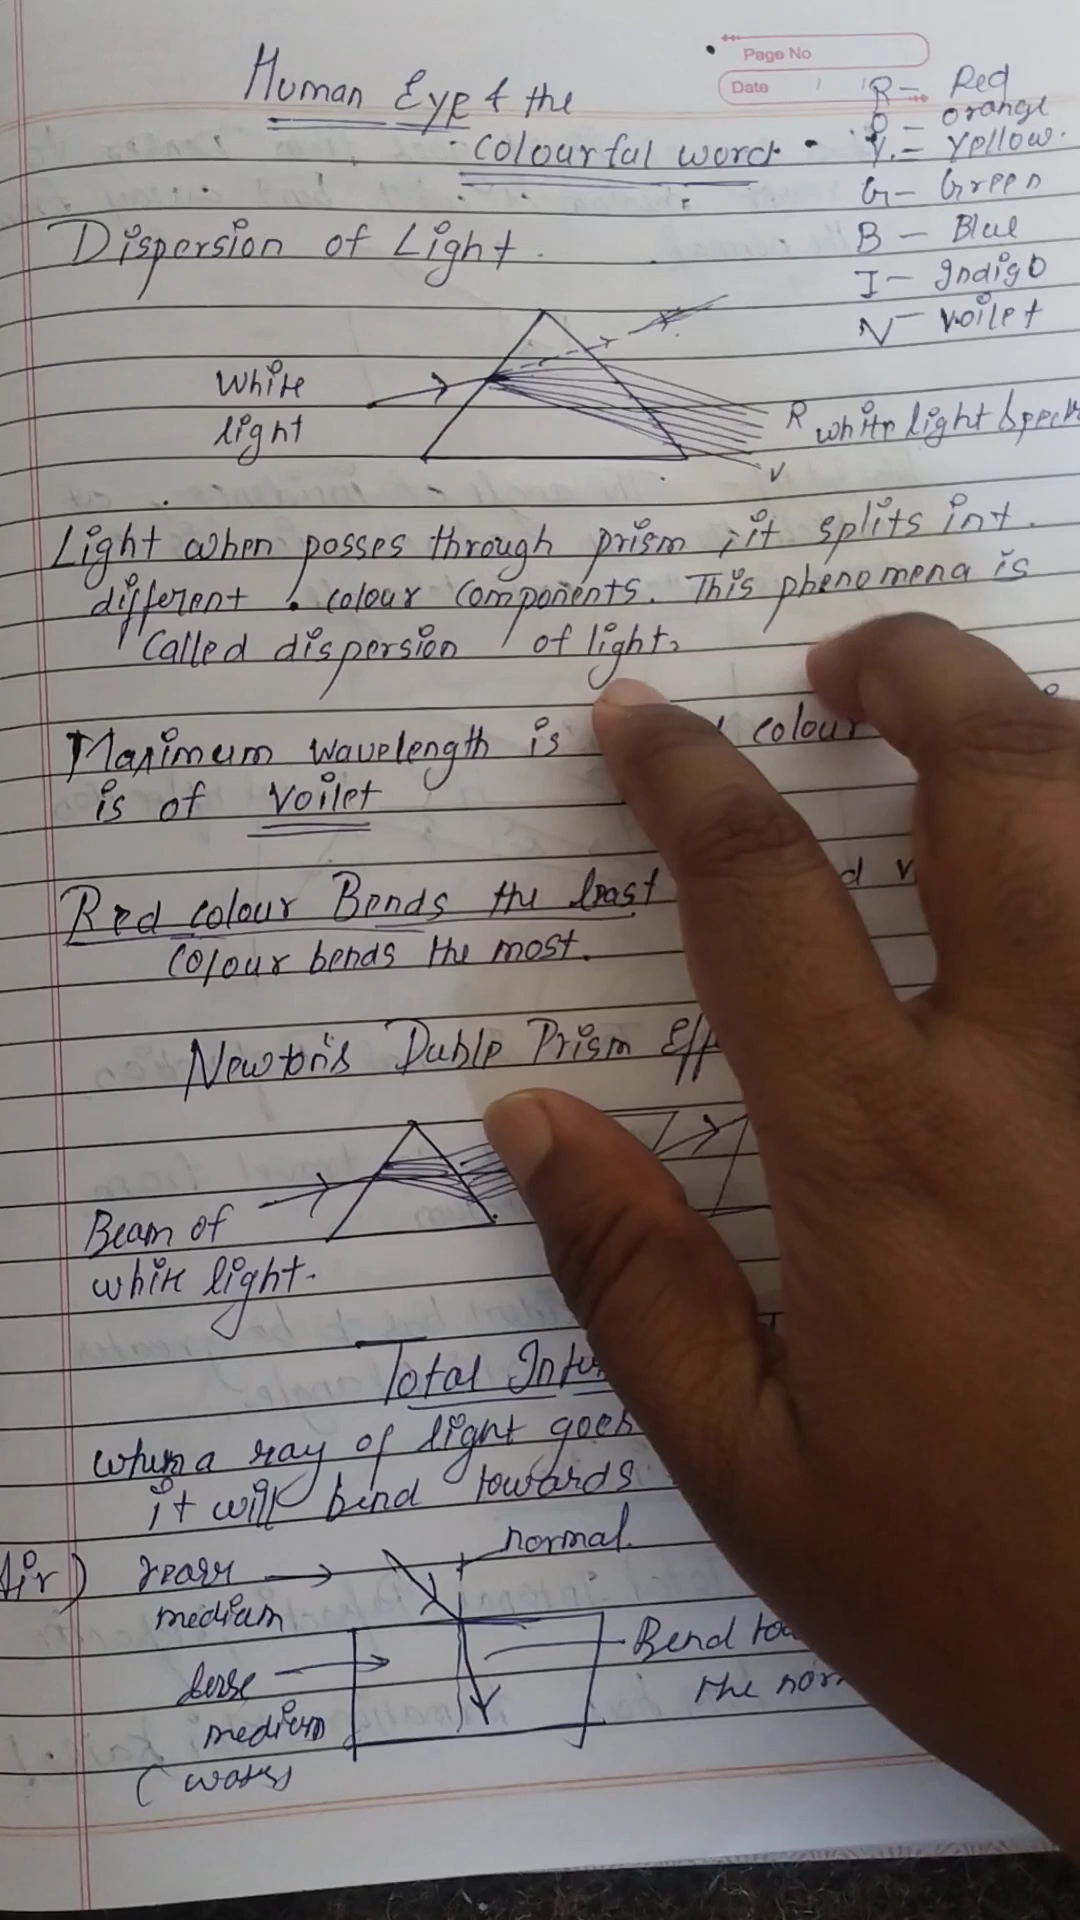 Page No
Date
Human Eye & the
colourful word
R - Red
O = orange
Y = Yellow.
G - Green
B - Blue
I - Indigo
V - voilet
Dispersion of Light.
white
light
R
white light
V
Light when posses through prism, it splits int
different colour components. This phenomena is
called dispersion of light.
Maximum wavelength is colour
is of Voilet
Red colour Bends the least
colour bends the most.
Newton's Duble Prism
Beam of
white light.
Total
when a ray of light goes
it will bend towards
normal.
Air) rearer
medium
dense
medium
(water
Bend
the